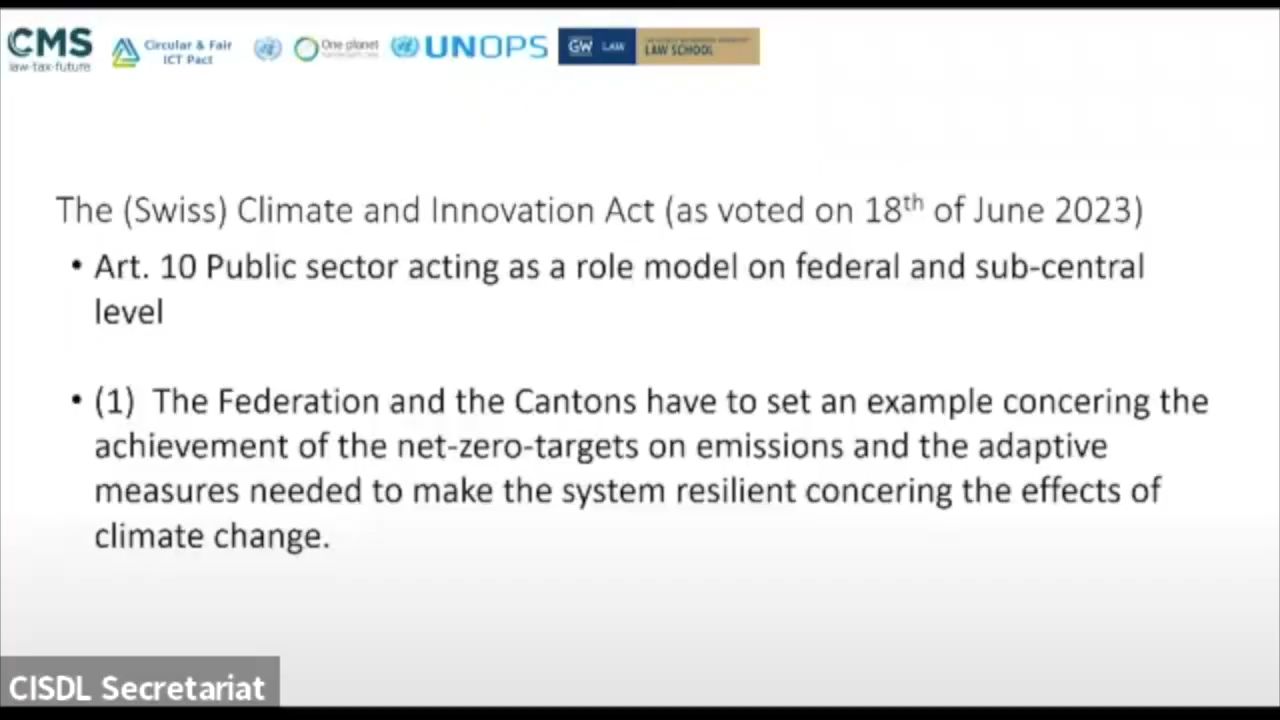 CMS
law·tax·future
Circular & Fair
ICT Pact
One planet
UNOPS
GW LAW
LAW SCHOOL
The (Swiss) Climate and Innovation Act (as voted on 18th of June 2023)
• Art. 10 Public sector acting as a role model on federal and sub-central
level
• (1) The Federation and the Cantons have to set an example concering the
achievement of the net-zero-targets on emissions and the adaptive
measures needed to make the system resilient concering the effects of
climate change.
CISDL Secretariat